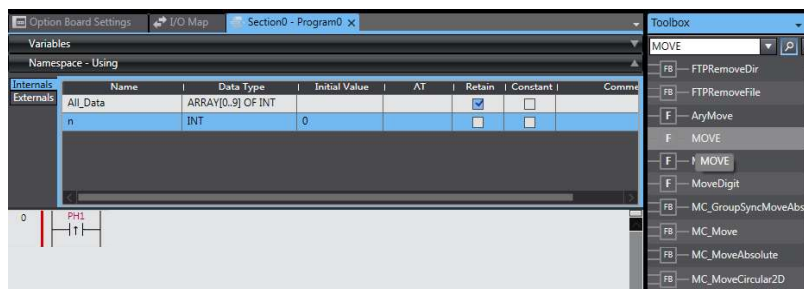 Option Board Settings I/O Map Section0 - Program0 x
Variables
Namespace - Using
Internals
Externals
Name Data Type Initial Value AT Retain Constant Comme
All_Data ARRAY[0..9] OF INT
n INT 0
0 PH1
Toolbox
MOVE
FB FTPRemoveDir
FB FTPRemoveFile
F AryMove
F MOVE
F MOVE
F MoveDigit
FB MC_GroupSyncMoveAbs
FB MC_Move
FB MC_MoveAbsolute
FB MC_MoveCircular2D